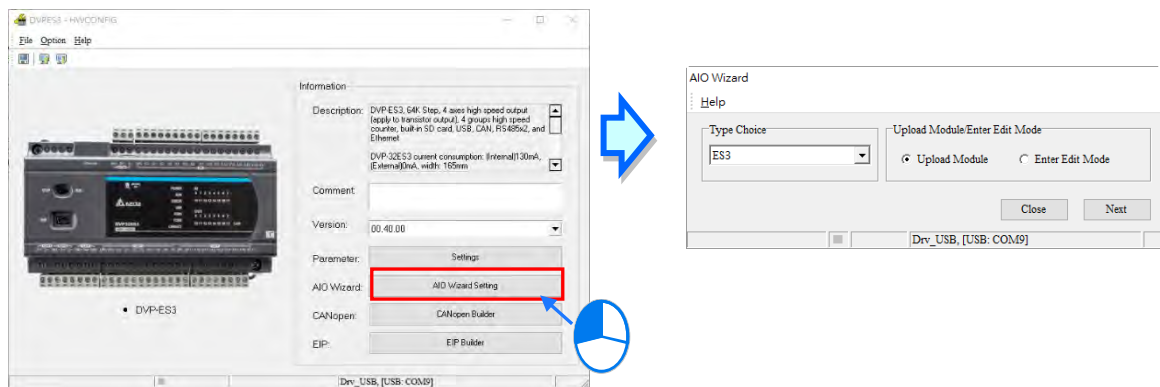 DVPES3 - HWCONFIG
File Option Help
Information
Description:
DVP-ES3, 64K Step, 4 axes high speed output
(apply to transistor output), 4 groups high speed
counter, built-in SD card, USB, CAN, RS485x2, and
Ethernet
DVP-32ES3 current consumption: (Internal)130mA,
(External)0mA, width: 165mm
Comment
Version:
00.40.00
Parameter:
Settings
AIO Wizard:
AIO Wizard Setting
CANopen:
CANopen Builder
EIP:
EIP Builder
• DVP-ES3
Drv_USB, [USB: COM9]
AIO Wizard
Help
Type Choice
ES3
Upload Module/Enter Edit Mode
Upload Module
Enter Edit Mode
Close
Next
Drv_USB, [USB: COM9]